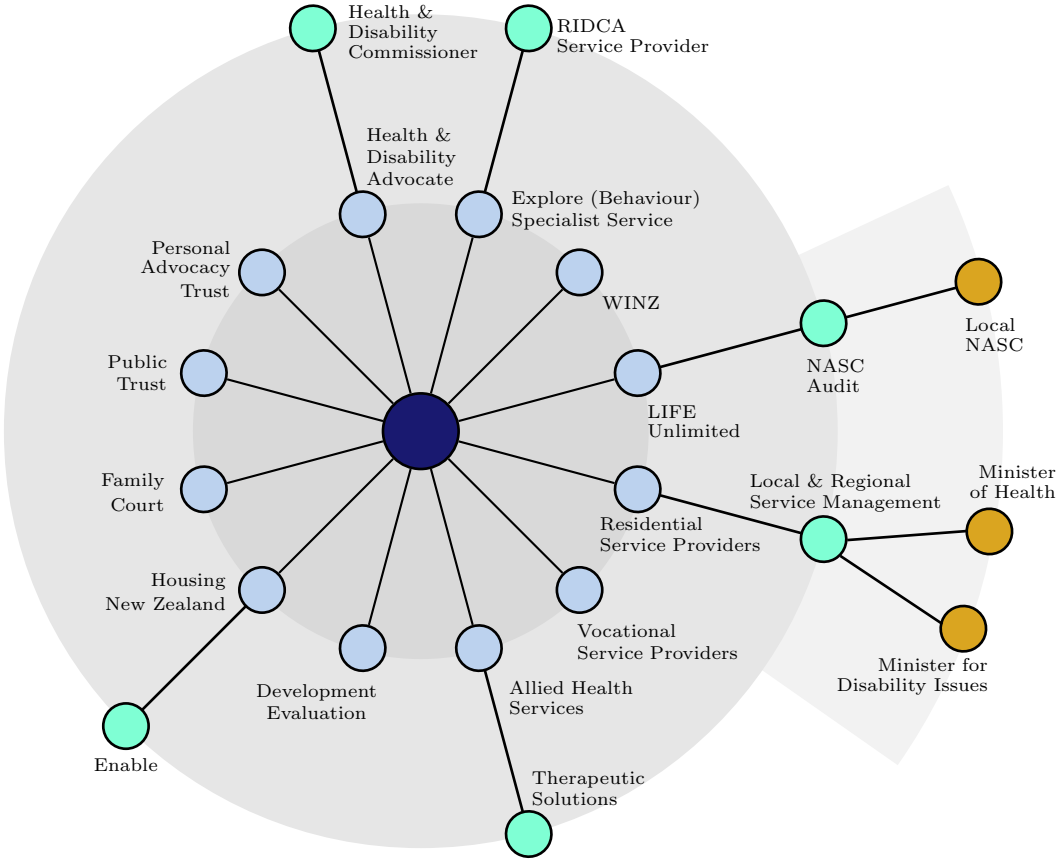 Health &
Disability
Commissioner
RIDCA
Service Provider
Health &
Disability
Advocate
Explore (Behaviour)
Specialist Service
Personal
Advocacy
Trust
WINZ
Local
NASC
Public
Trust
NASC
Audit
LIFE
Unlimited
Family
Court
Local & Regional
Service Management
Minister
of Health
Residential
Service Providers
Housing
New Zealand
Vocational
Service Providers
Minister for
Disability Issues
Development
Evaluation
Allied Health
Services
Enable
Therapeutic
Solutions